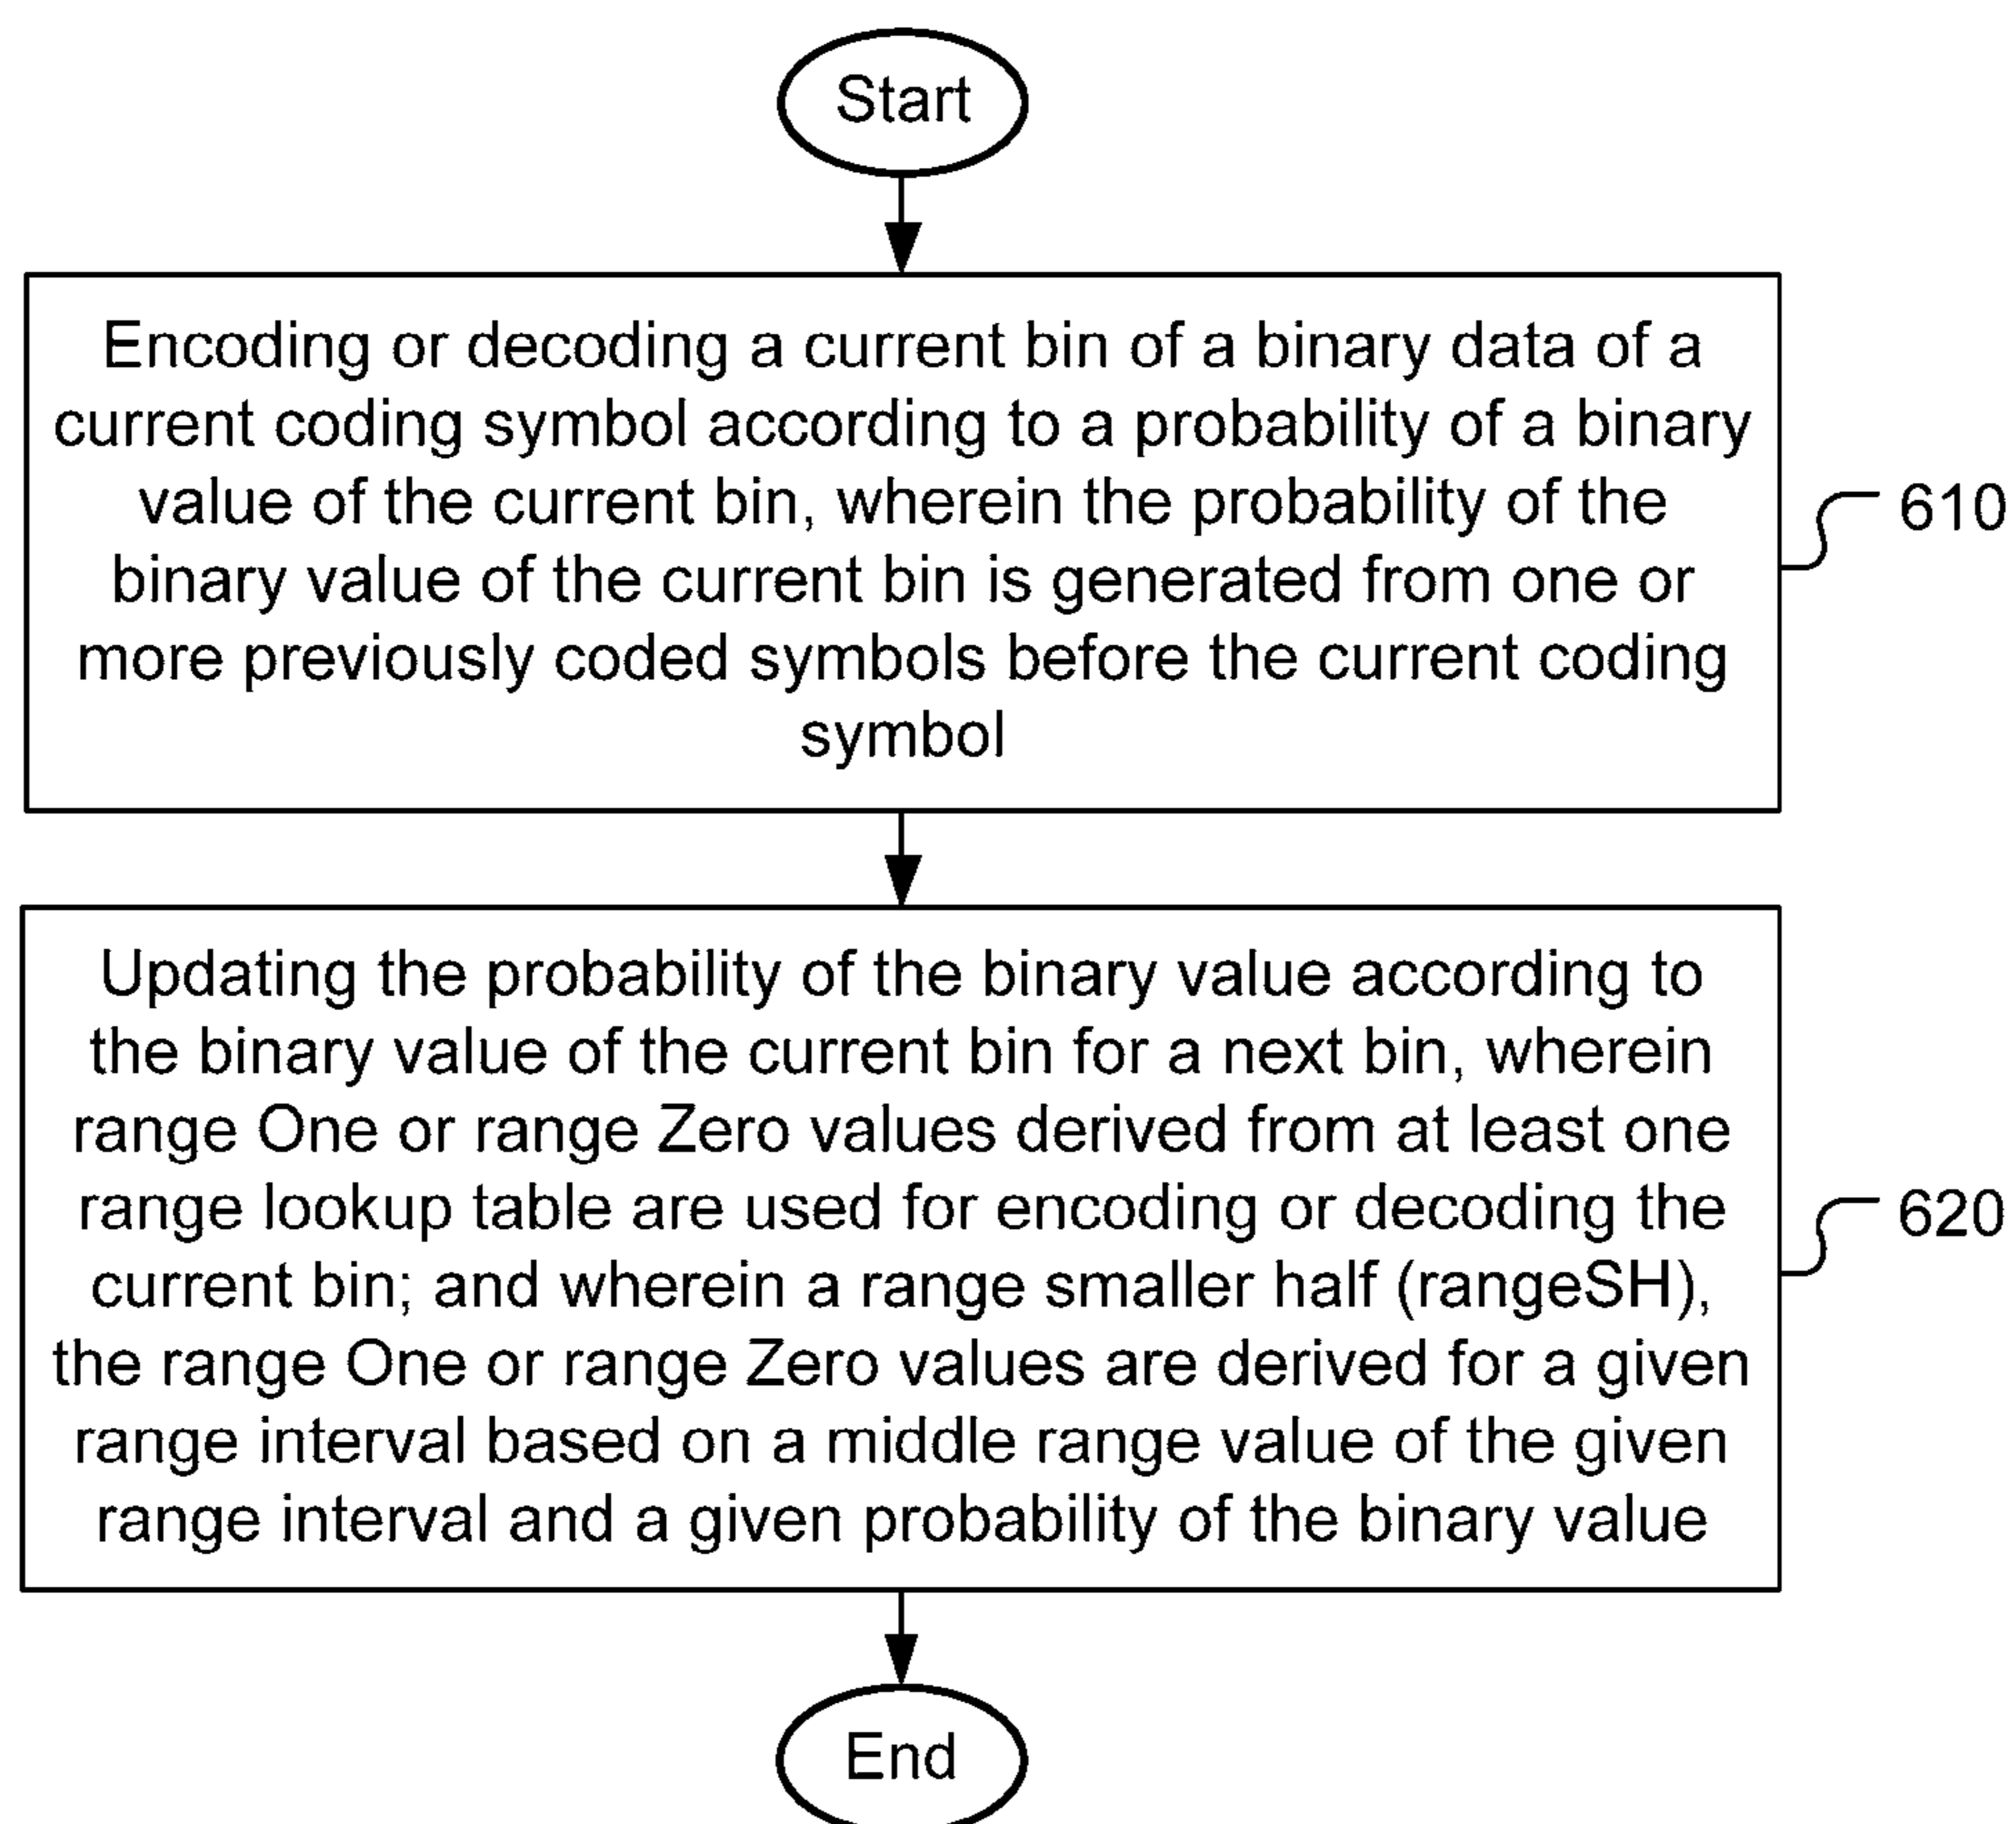 Start
Encoding or decoding a current bin of a binary data of a
current coding symbol according to a probability of a binary
value of the current bin, wherein the probability of the
binary value of the current bin is generated from one or
more previously coded symbols before the current coding
symbol
610
Updating the probability of the binary value according to
the binary value of the current bin for a next bin, wherein
range One or range Zero values derived from at least one
range lookup table are used for encoding or decoding the
current bin; and wherein a range smaller half (rangeSH),
the range One or range Zero values are derived for a given
range interval based on a middle range value of the given
range interval and a given probability of the binary value
620
End